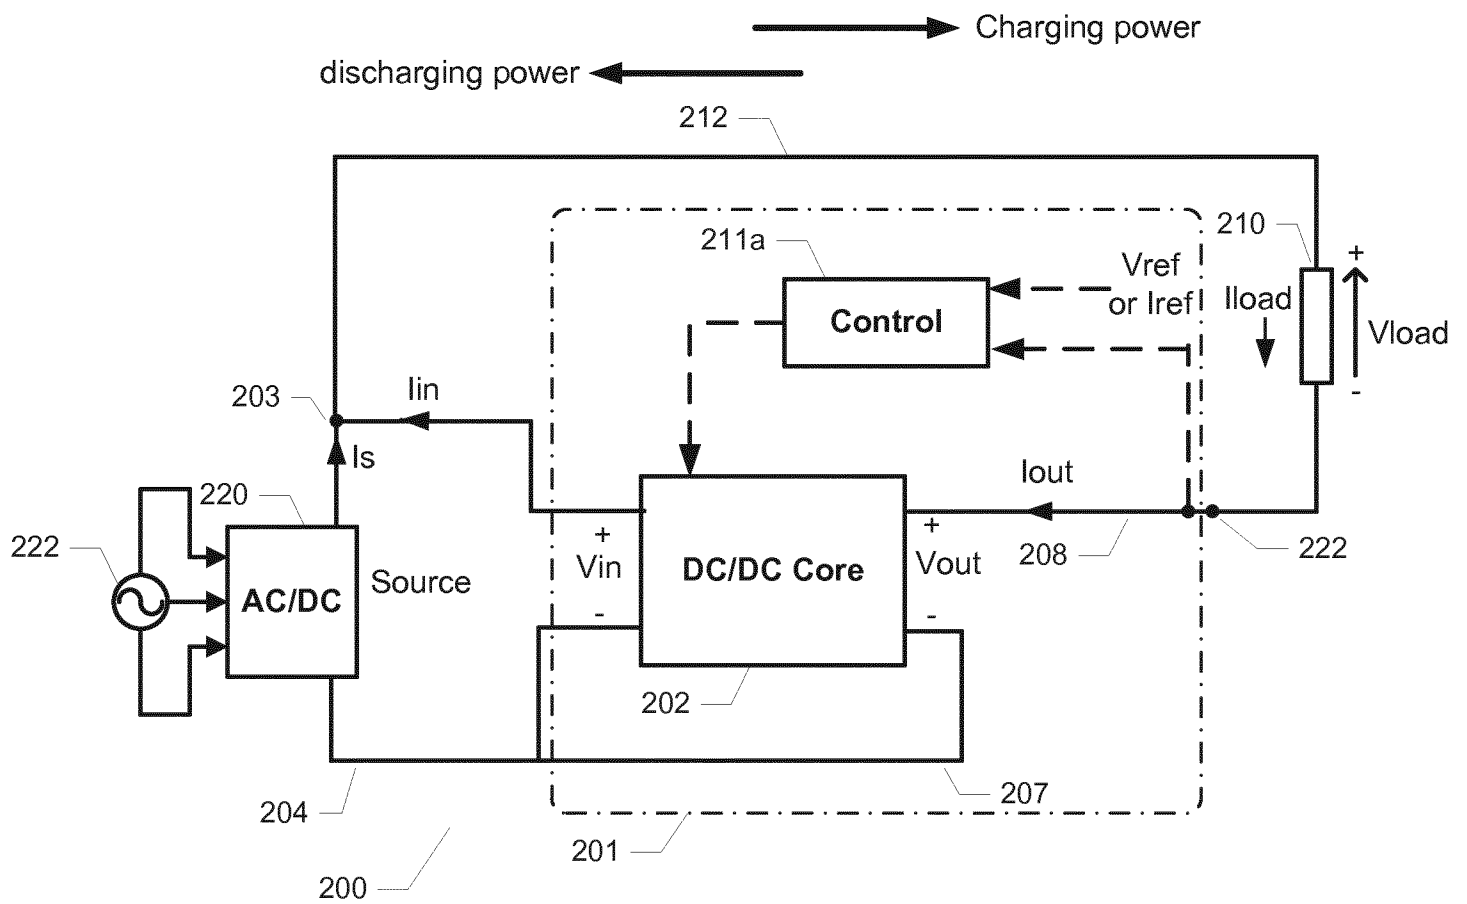 Charging power
discharging power
212
211a
210
Vref
or Iref
Iload
+
Vload
-
Control
203
Iin
Is
220
222
AC/DC
Source
+
Vin
-
DC/DC Core
+
Vout
-
Iout
208
222
202
204
207
201
200